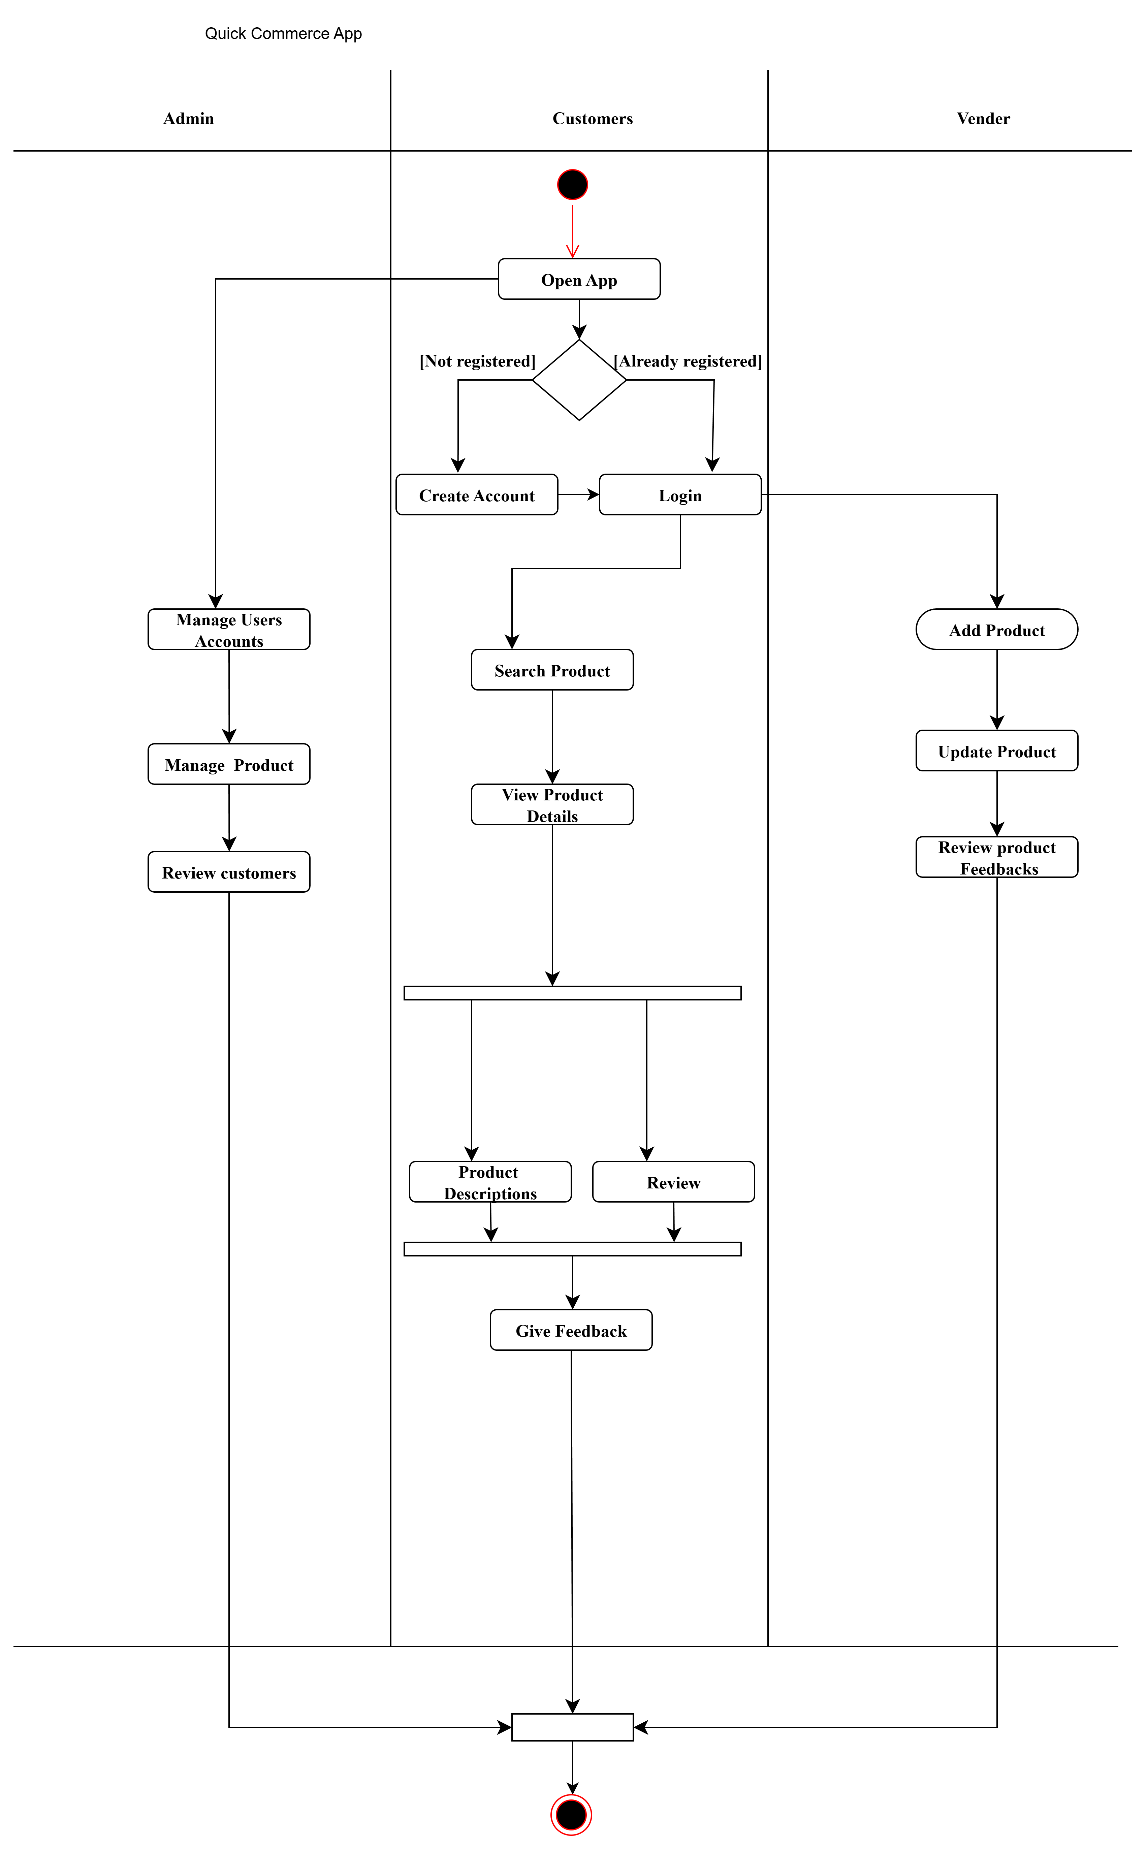 Quick Commerce App
Admin
Customers
Vender
Open App
[Not registered]
[Already registered]
Create Account
Login
Manage Users
Accounts
Add Product
Search Product
Manage  Product
Update Product
View Product
Details
Review customers
Review product
Feedbacks
Product
Descriptions
Review
Give Feedback